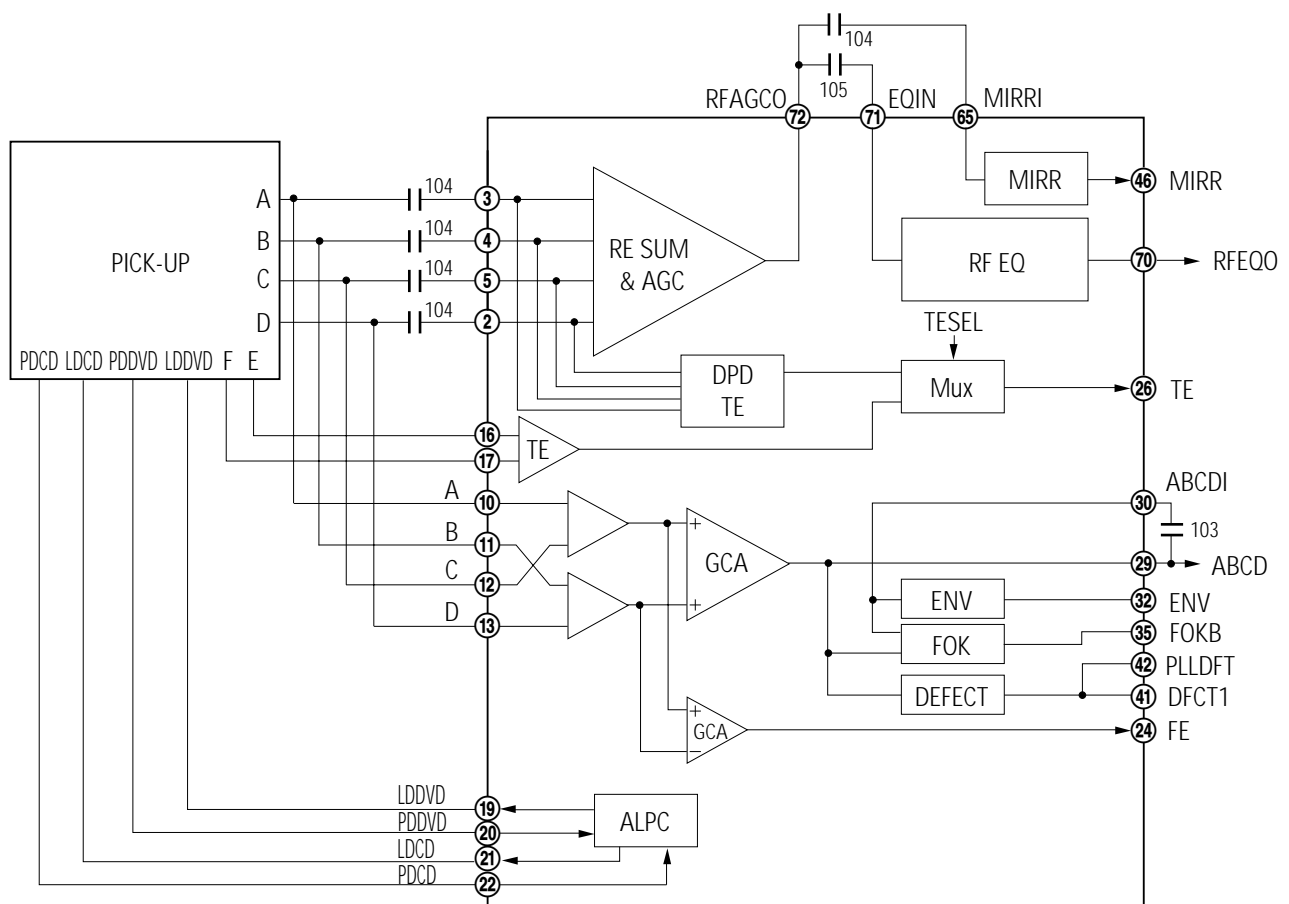 104
105
RFAGCO
EQIN
MIRRI
72
71
65
PICK-UP
A
B
C
D
PDCD
LDCD
PDDVD
LDDVD
F
E
104
104
104
104
3
4
5
2
RE SUM
& AGC
MIRR
46
MIRR
RF EQ
70
RFEQO
TESEL
DPD
TE
Mux
26
TE
16
17
TE
A
10
B
11
C
12
D
13
+
+
GCA
ABCDI
30
103
29
ABCD
ENV
32
ENV
FOK
35
FOKB
42
PLLDFT
DEFECT
41
DFCT1
+
−
GCA
24
FE
LDDVD
19
PDDVD
20
LDCD
21
PDCD
22
ALPC